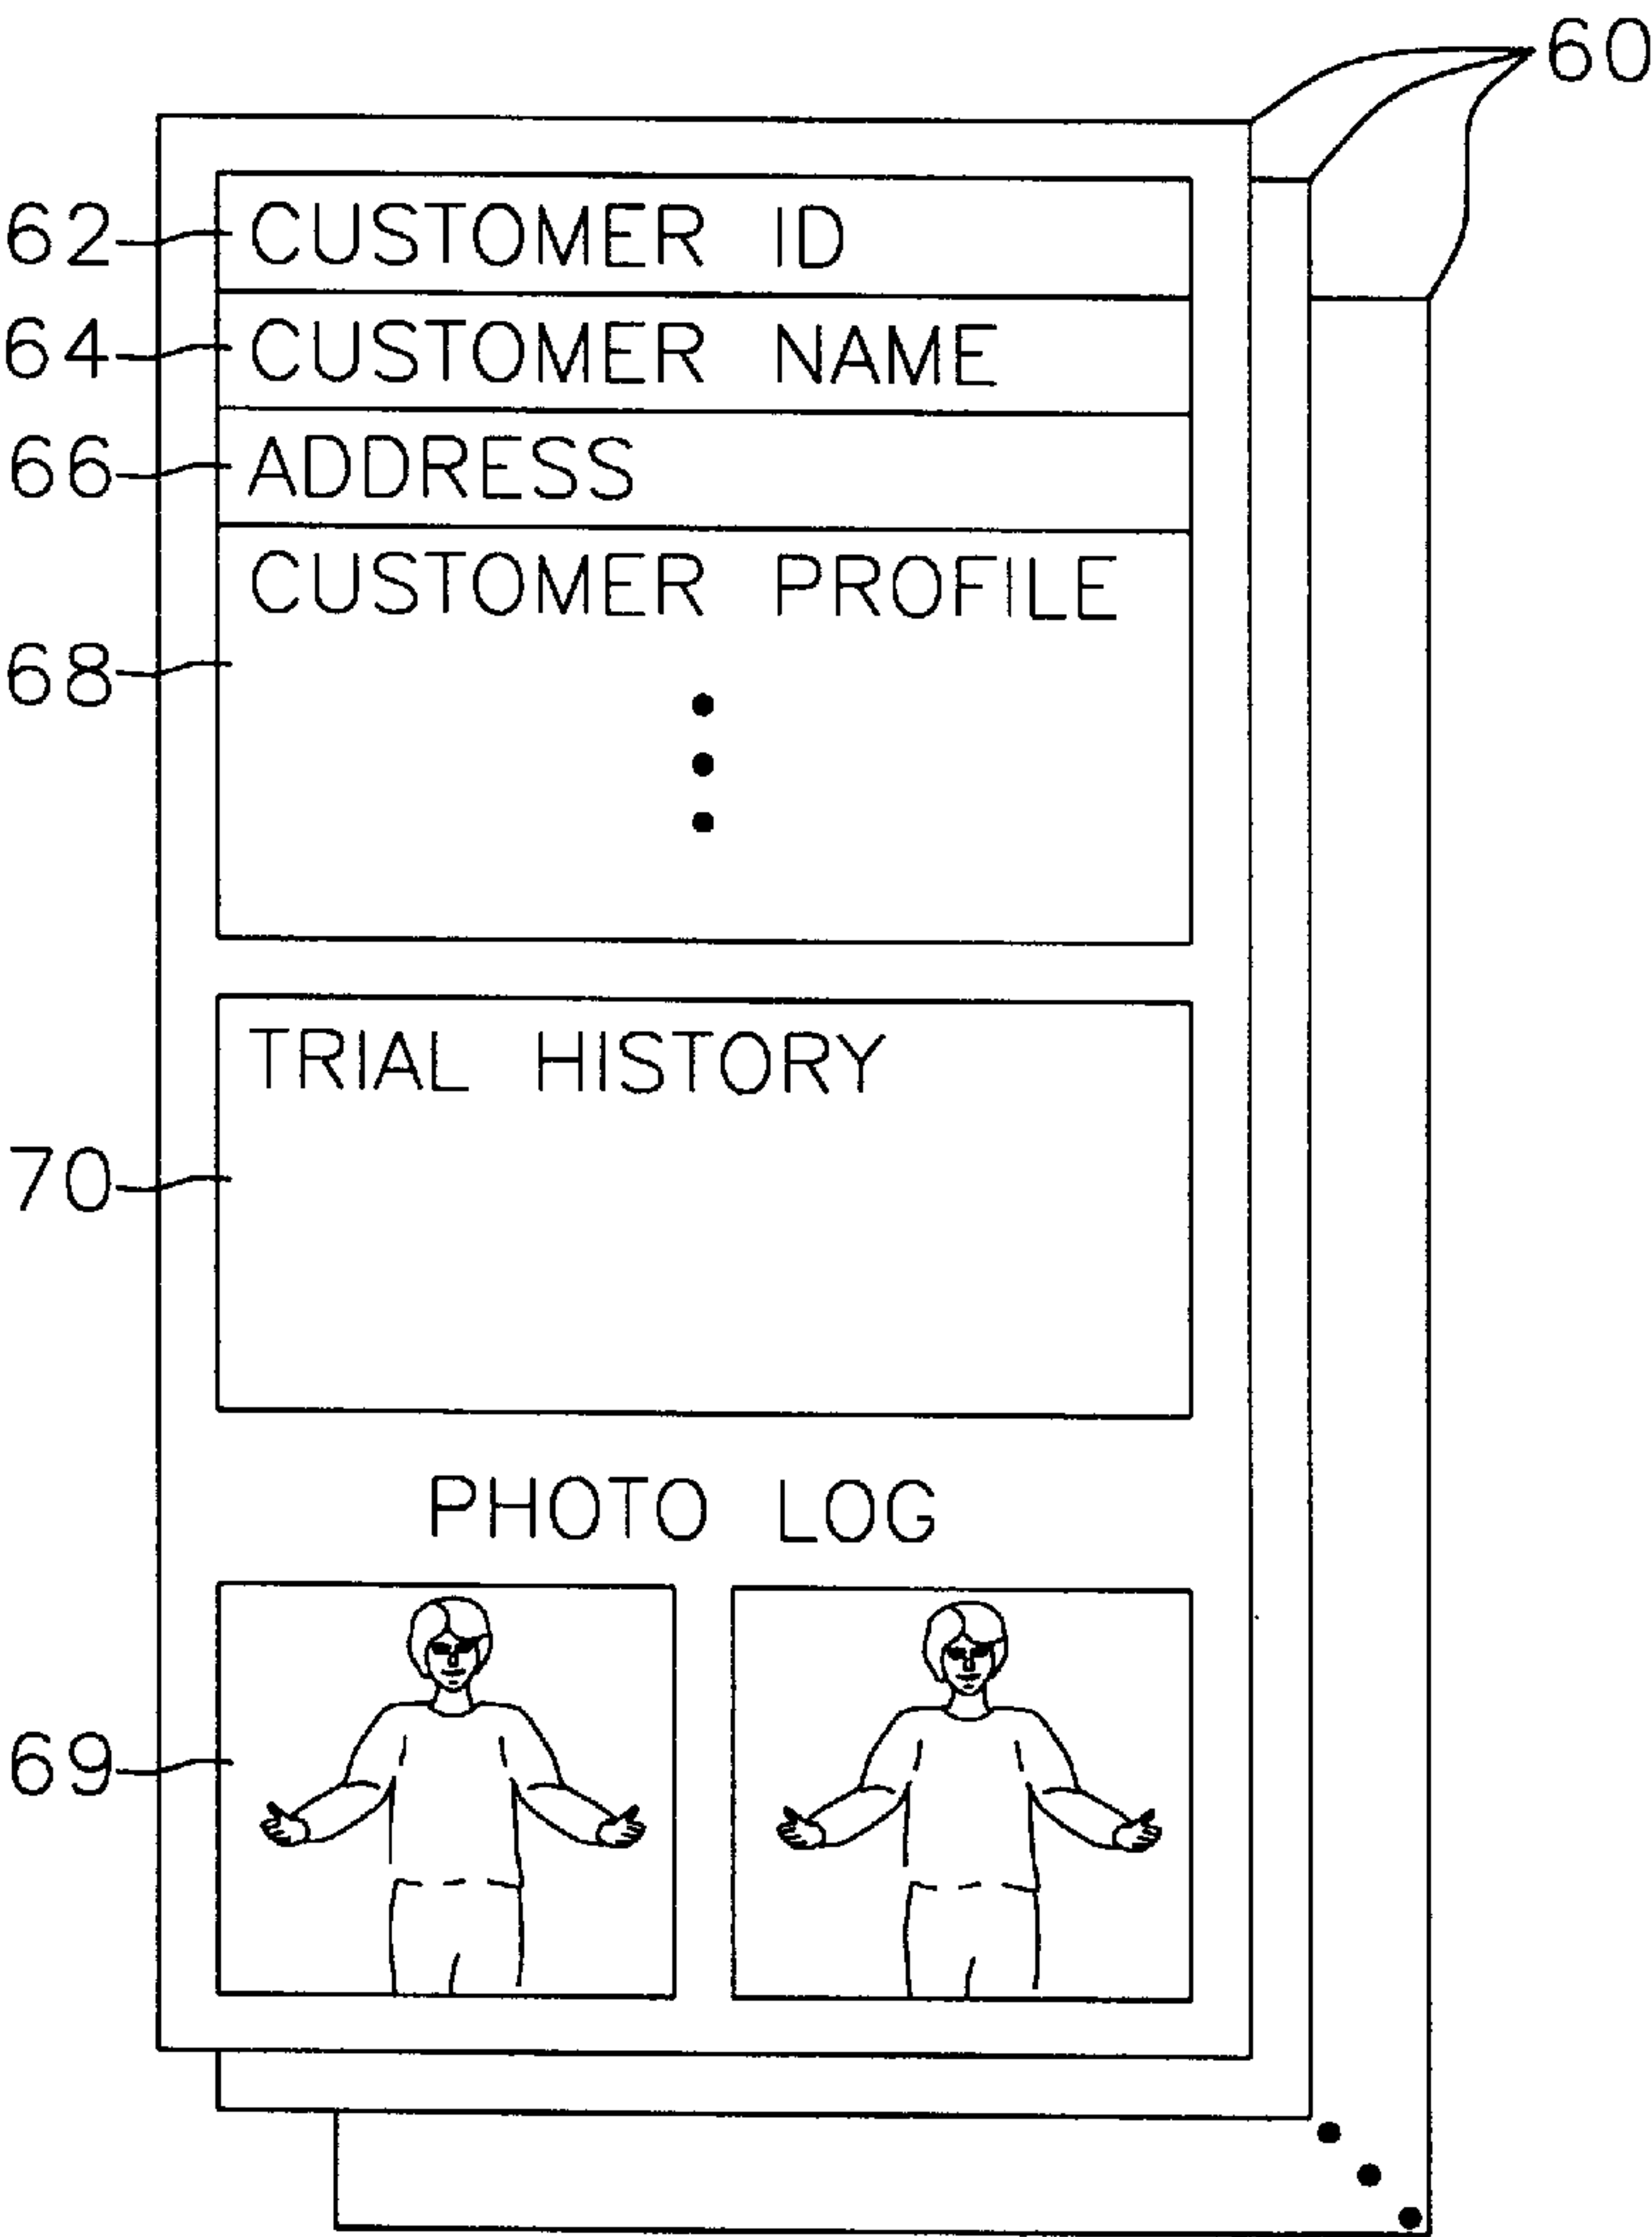 60
62 CUSTOMER ID
64 CUSTOMER NAME
66 ADDRESS
CUSTOMER PROFILE
68
TRIAL HISTORY
70
PHOTO LOG
69